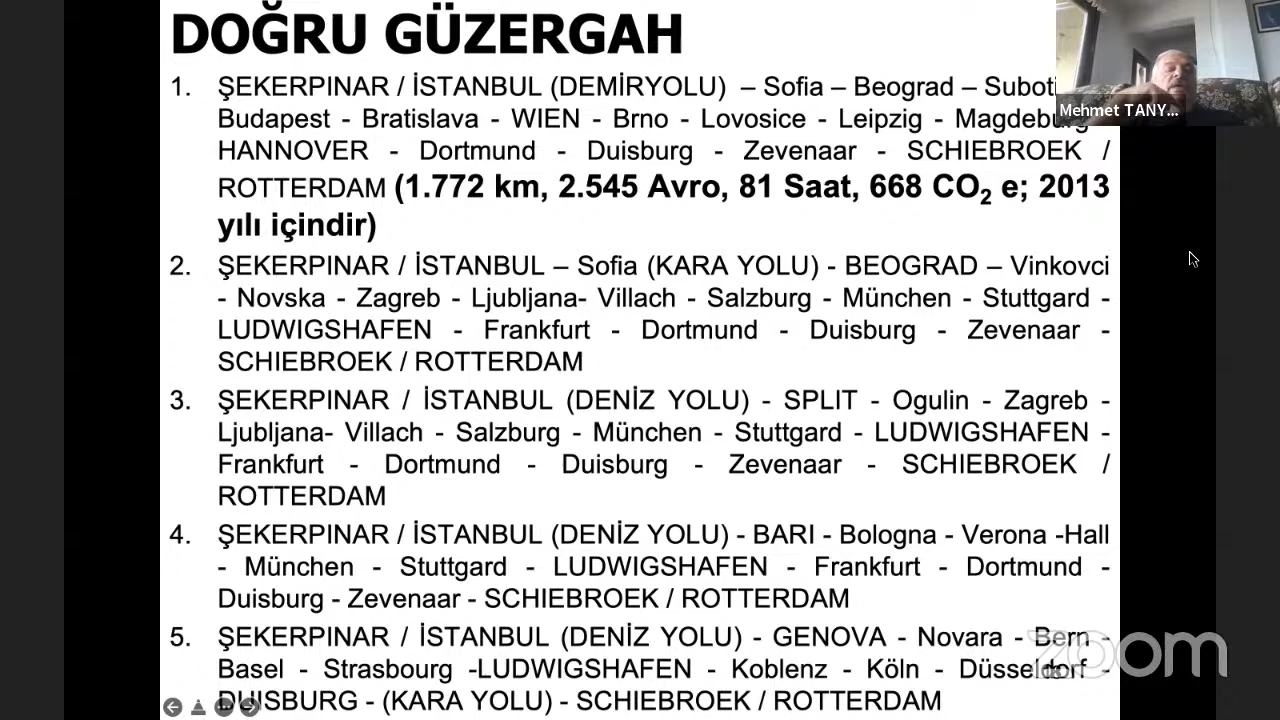 DOĞRU GÜZERGAH
1. ŞEKERPINAR / İSTANBUL (DEMİRYOLU) – Sofia – Beograd –
Budapest - Bratislava - WIEN - Brno - Lovosice - Leipzig - Magdeburg -
HANNOVER - Dortmund - Duisburg - Zevenaar - SCHIEBROEK /
ROTTERDAM (1.772 km, 2.545 Avro, 81 Saat, 668 CO₂ e; 2013
yılı içindir)
2. ŞEKERPINAR / İSTANBUL – Sofia (KARA YOLU) - BEOGRAD – Vinkovci
- Novska - Zagreb - Ljubljana- Villach - Salzburg - München - Stuttgard -
LUDWIGSHAFEN - Frankfurt - Dortmund - Duisburg - Zevenaar -
SCHIEBROEK / ROTTERDAM
3. ŞEKERPINAR / İSTANBUL (DENİZ YOLU) - SPLIT - Ogulin - Zagreb -
Ljubljana- Villach - Salzburg - München - Stuttgard - LUDWIGSHAFEN -
Frankfurt - Dortmund - Duisburg - Zevenaar - SCHIEBROEK /
ROTTERDAM
4. ŞEKERPINAR / İSTANBUL (DENİZ YOLU) - BARI - Bologna - Verona -Hall
- München - Stuttgard - LUDWIGSHAFEN - Frankfurt - Dortmund -
Duisburg - Zevenaar - SCHIEBROEK / ROTTERDAM
5. ŞEKERPINAR / İSTANBUL (DENİZ YOLU) - GENOVA - Novara - Bern -
Basel - Strasbourg -LUDWIGSHAFEN - Koblenz - Köln - Düsseldorf -
DUISBURG - (KARA YOLU) - SCHIEBROEK / ROTTERDAM
Mehmet TANY...
zoom